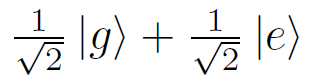 1/√2 |g⟩ + 1/√2 |e⟩